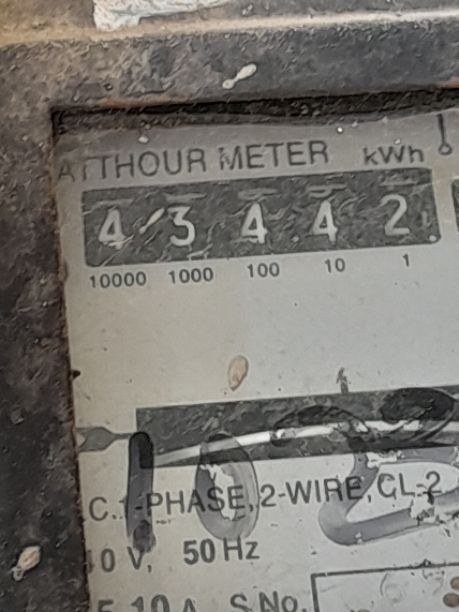 ATTHOUR METER kWh
4 3 4 4 2
10000 1000 100 10 1
C.1-PHASE, 2-WIRE, CL-2
0 V, 50 Hz
5-10 A S.No.